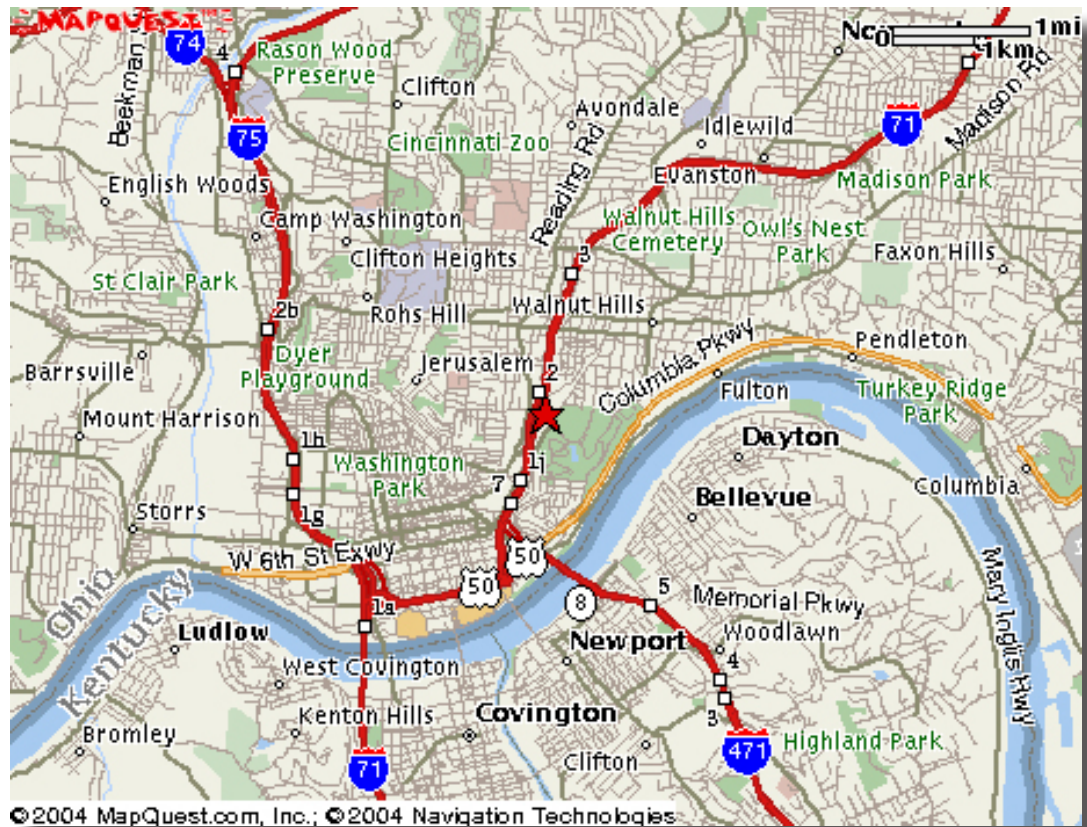 MAPQUEST
No
0
1mi
1km
74
4
Rason Wood
Preserve
Beekman
Clifton
Madison Rd
75
Avondale
71
Cincinnati Zoo
Idlewild
Reading Rd
Evanston
Madison Park
English Woods
Camp Washington
Walnut Hills
Cemetery
Owl's Nest
Park
Clifton Heights
Faxon Hills
3
St Clair Park
2b
Rohs Hill
Walnut Hills
Columbia Pkwy
Pendleton
Dyer
Playground
Jerusalem
2
Barrsville
Fulton
Turkey Ridge
Park
Mount Harrison
Dayton
1h
Washington
Park
1j
7
Columbia
Bellevue
Storrs
1g
W 6th St Exwy
50
50
Ohio
Kentucky
1a
8
5
Memorial Pkwy
Mary Inglis Hwy
Ludlow
Newport
Woodlawn
West Covington
4
Kenton Hills
Covington
3
Bromley
71
Clifton
471
Highland Park
©2004 MapQuest.com, Inc.; ©2004 Navigation Technologies